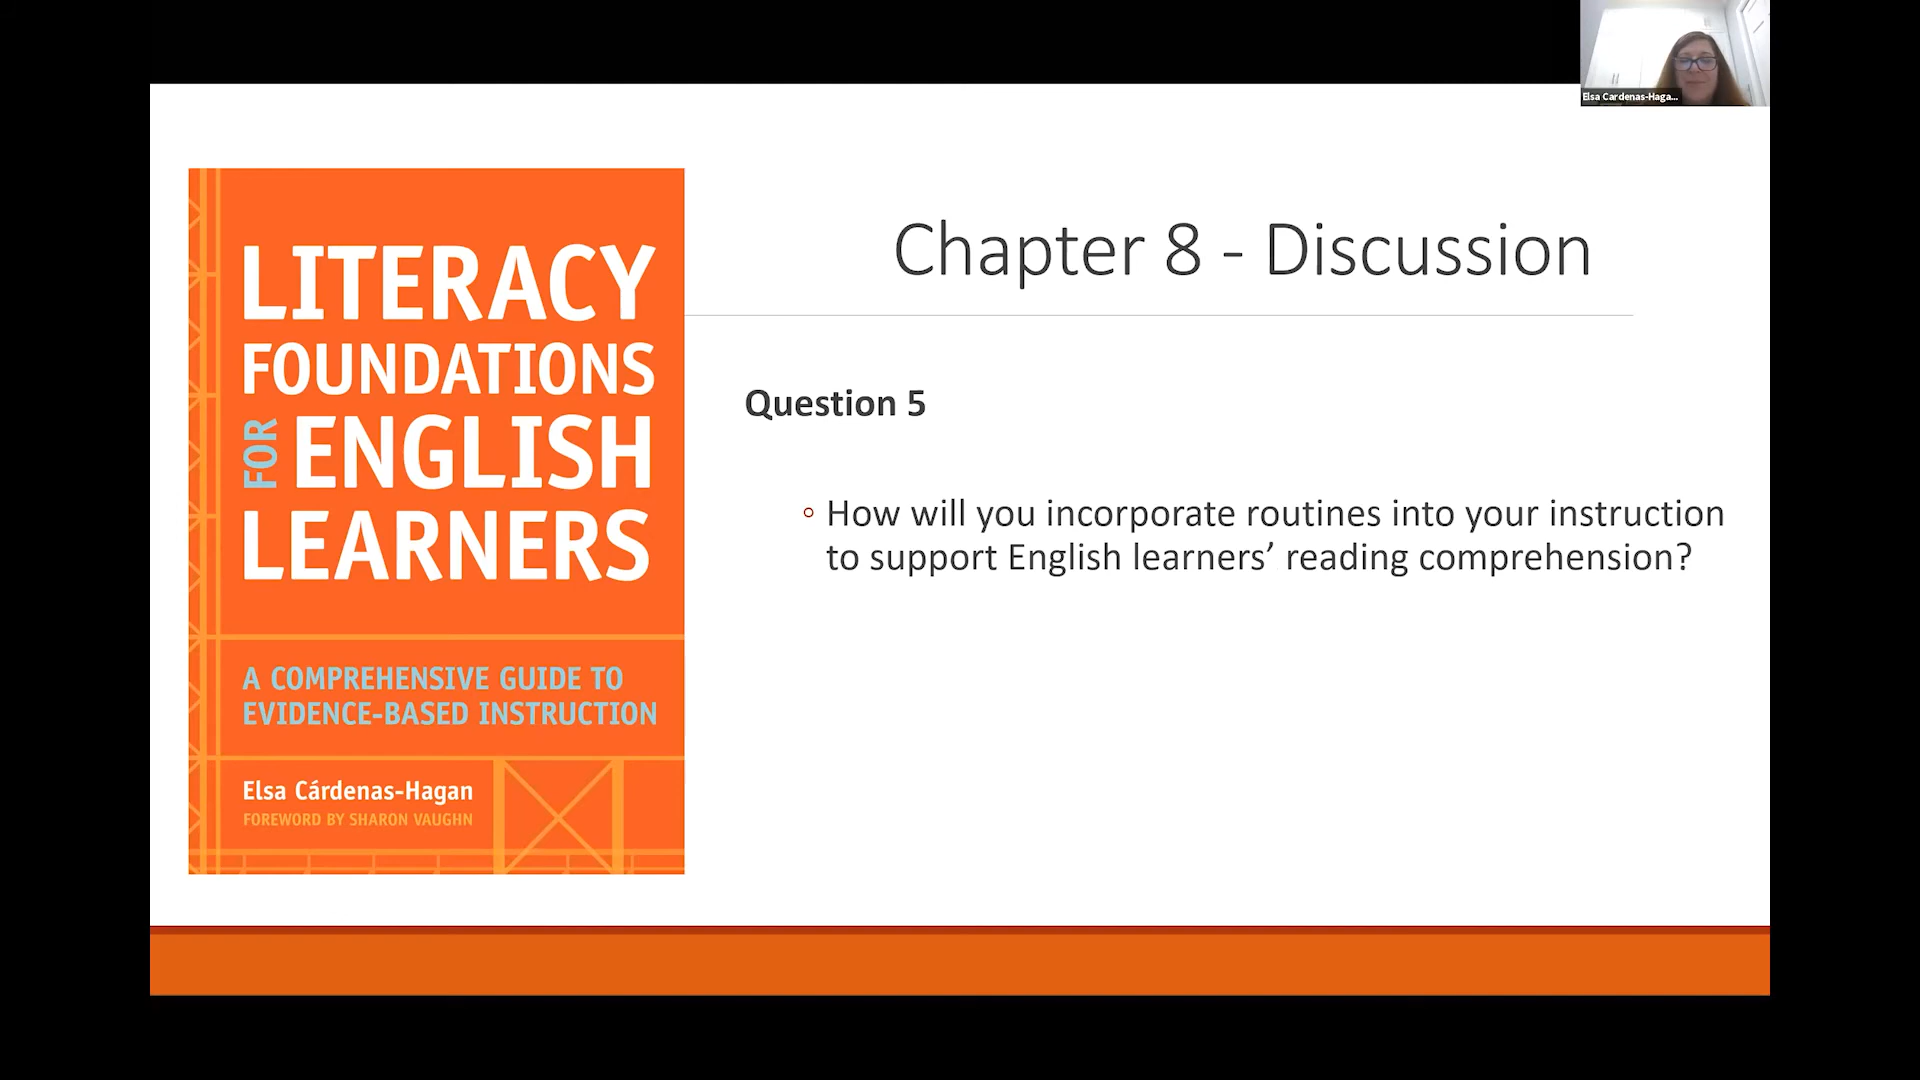 Elsa Cardenas-Haga...
LITERACY
FOUNDATIONS
FOR ENGLISH
LEARNERS
A COMPREHENSIVE GUIDE TO
EVIDENCE-BASED INSTRUCTION
Elsa Cárdenas-Hagan
FOREWORD BY SHARON VAUGHN
Chapter 8 - Discussion
Question 5
How will you incorporate routines into your instruction
to support English learners’ reading comprehension?